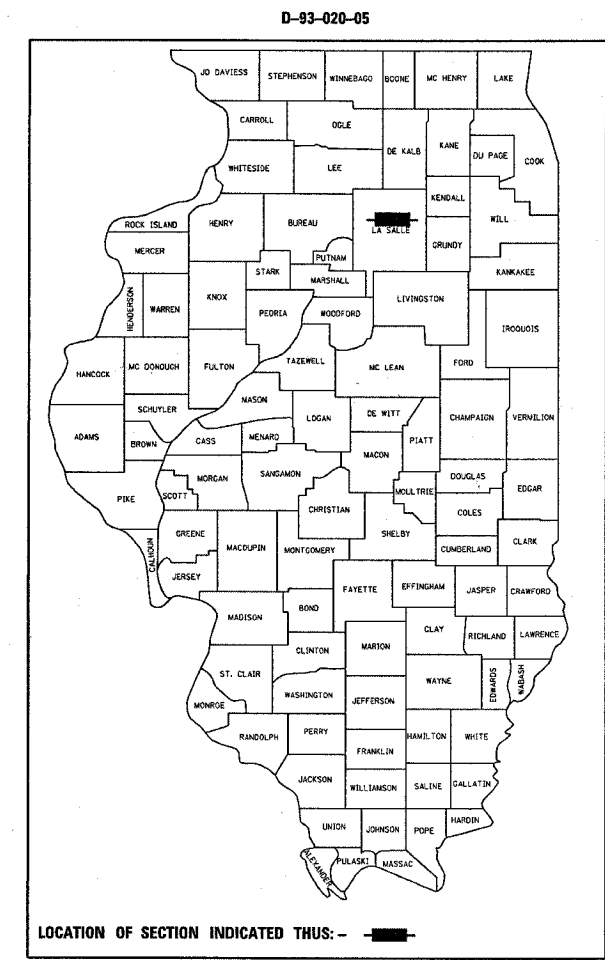 D-93-020-05
JO DAVIESS STEPHENSON WINNEBAGO BOONE MC HENRY LAKE
CARROLL OGLE DE KALB KANE DU PAGE COOK
WHITESIDE LEE KENDALL WILL
ROCK ISLAND HENRY BUREAU LA SALLE GRUNDY
MERCER PUTNAM KANKAKEE
STARK MARSHALL
HENDERSON WARREN KNOX PEORIA WOODFORD LIVINGSTON IROQUOIS
HANCOCK MC DONOUGH FULTON TAZEWELL MC LEAN FORD
MASON
SCHUYLER LOGAN DE WITT CHAMPAIGN VERMILION
ADAMS BROWN CASS MENARD MACON PIATT
SANGAMON DOUGLAS
PIKE SCOTT MORGAN CHRISTIAN MOULTRIE COLES EDGAR
CALHOUN GREENE MACOUPIN MONTGOMERY SHELBY CUMBERLAND CLARK
JERSEY FAYETTE EFFINGHAM JASPER CRAWFORD
MADISON BOND CLAY RICHLAND LAWRENCE
CLINTON MARION
ST. CLAIR WAYNE EDWARDS WABASH
MONROE WASHINGTON JEFFERSON
RANDOLPH PERRY HAMILTON WHITE
FRANKLIN
JACKSON WILLIAMSON SALINE GALLATIN
UNION JOHNSON POPE HARDIN
ALEXANDER PULASKI MASSAC
LOCATION OF SECTION INDICATED THUS: -